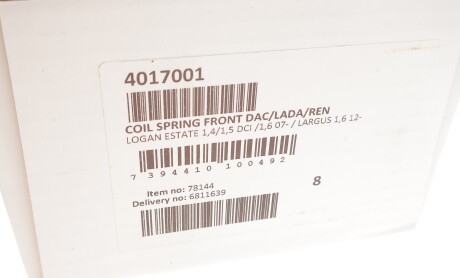 4017001
COIL SPRING FRONT DAC/LADA/REN
LOGAN ESTATE 1,4/1,5 DCI /1,6 07- / LARGUS 1,6 12-
7 394410 100492
Item no: 78144
8
Delivery no: 6811639